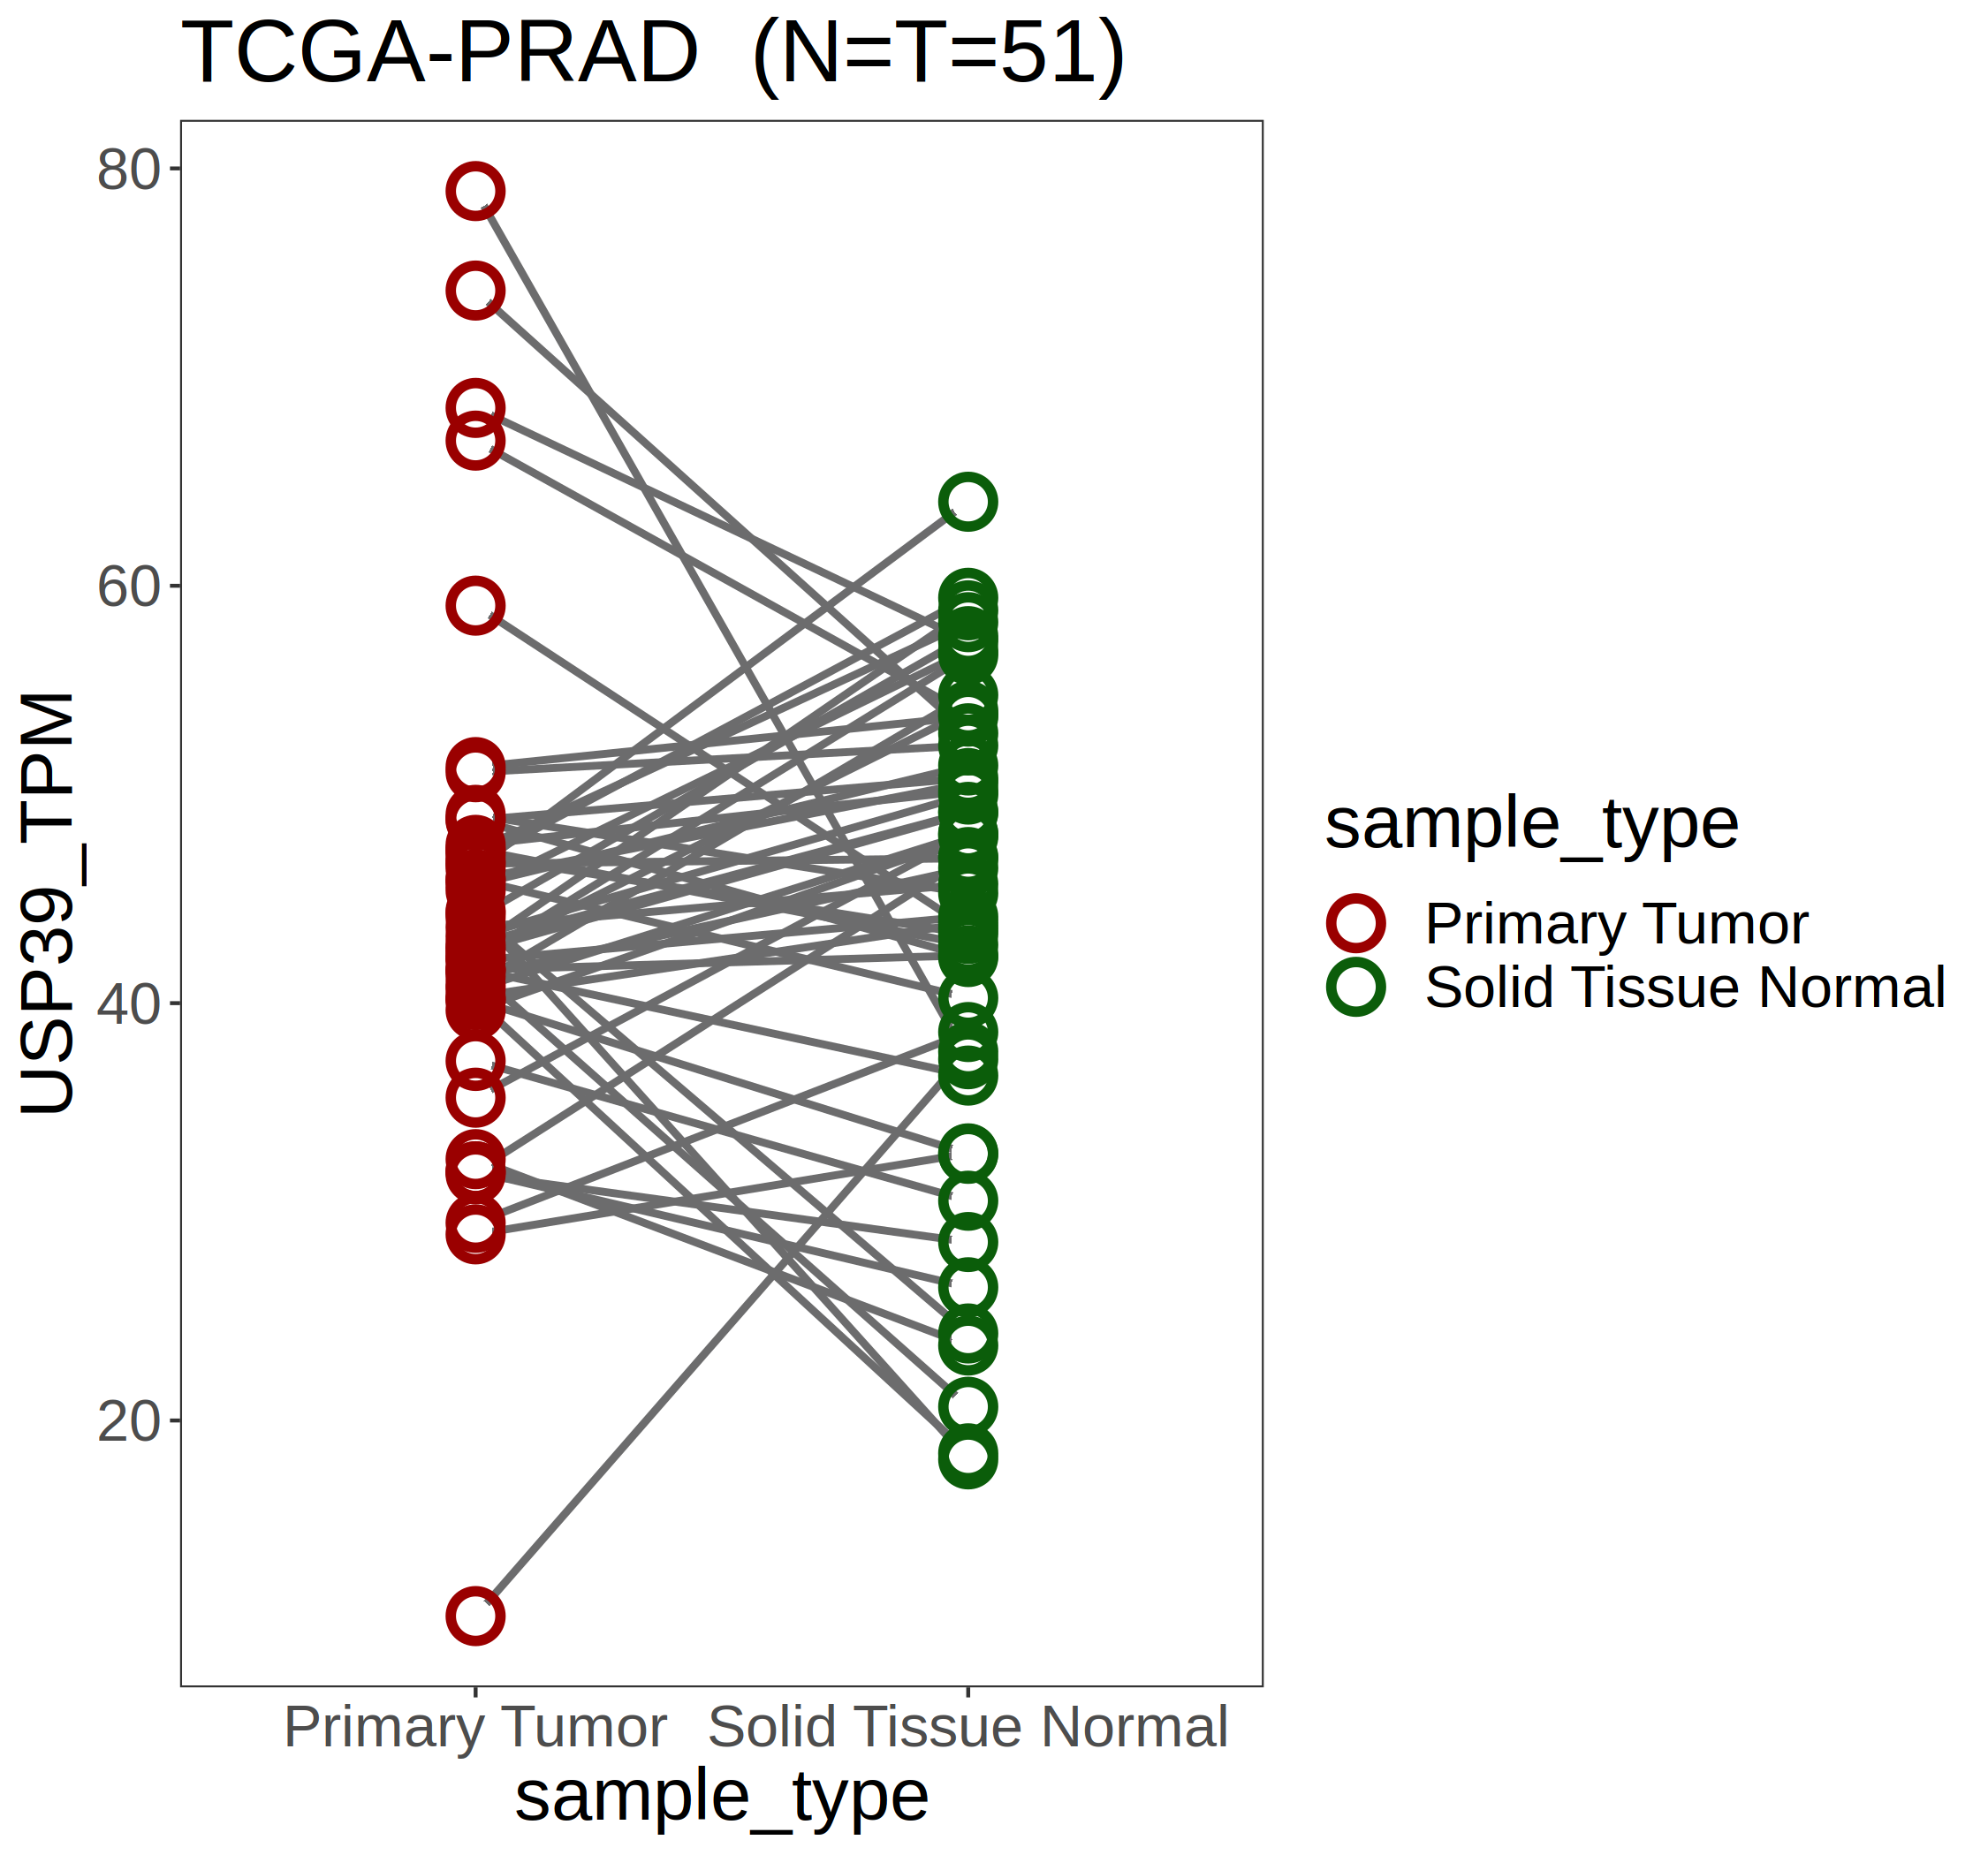 TCGA-PRAD  (N=T=51)
USP39_TPM
80
60
40
20
Primary Tumor
Solid Tissue Normal
sample_type
sample_type
Primary Tumor
Solid Tissue Normal